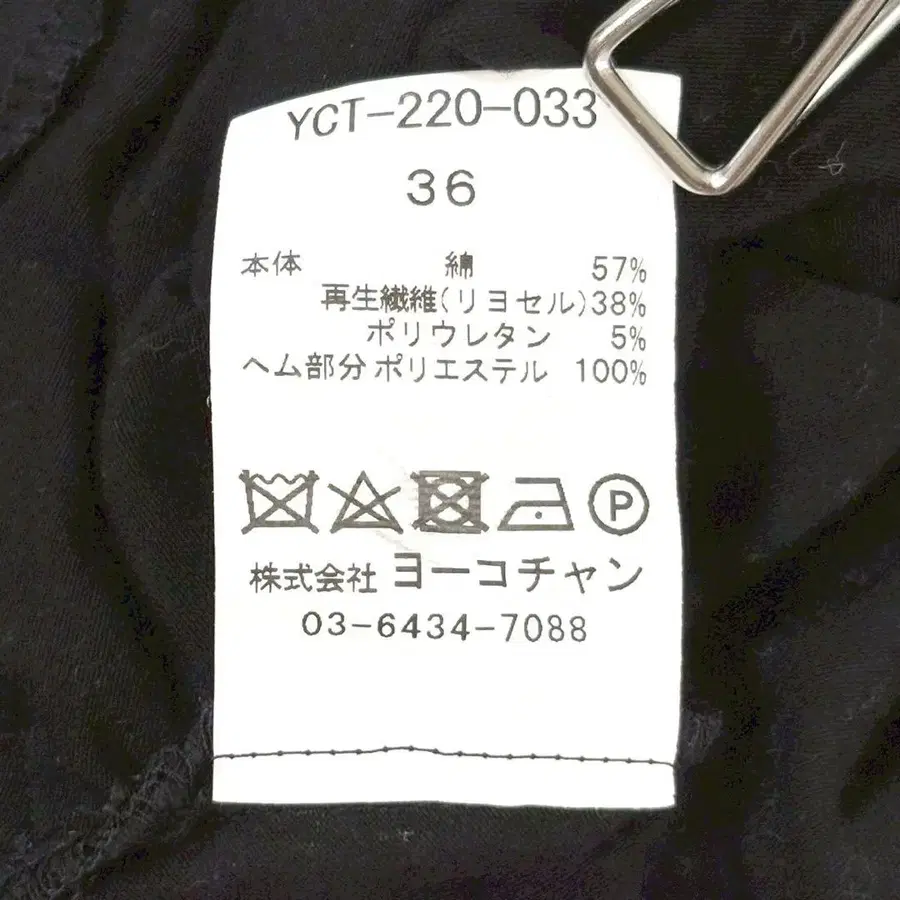 YCT-220-033
36
本体 綿 57%
再生繊維(リヨセル)38%
ポリウレタン 5%
ヘム部分 ポリエステル 100%
P
株式会社 ヨーコチャン
03-6434-7088